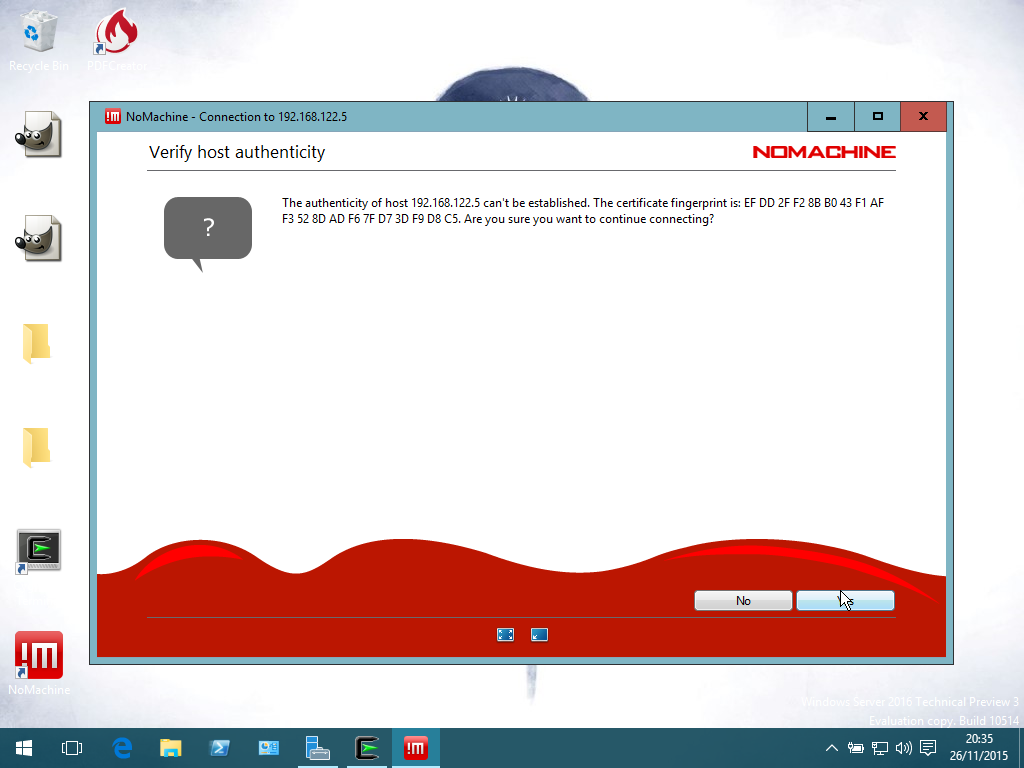 Recycle Bin
PDFCreator
!M NoMachine - Connection to 192.168.122.5
Verify host authenticity
NOMACHINE
?
The authenticity of host 192.168.122.5 can't be established. The certificate fingerprint is: EF DD 2F F2 8B B0 43 F1 AF
F3 52 8D AD F6 7F D7 3D F9 D8 C5. Are you sure you want to continue connecting?
No
Yes
!M
NoMachine
Windows Server 2016 Technical Preview 3
Evaluation copy. Build 10514
!M
20:35
26/11/2015